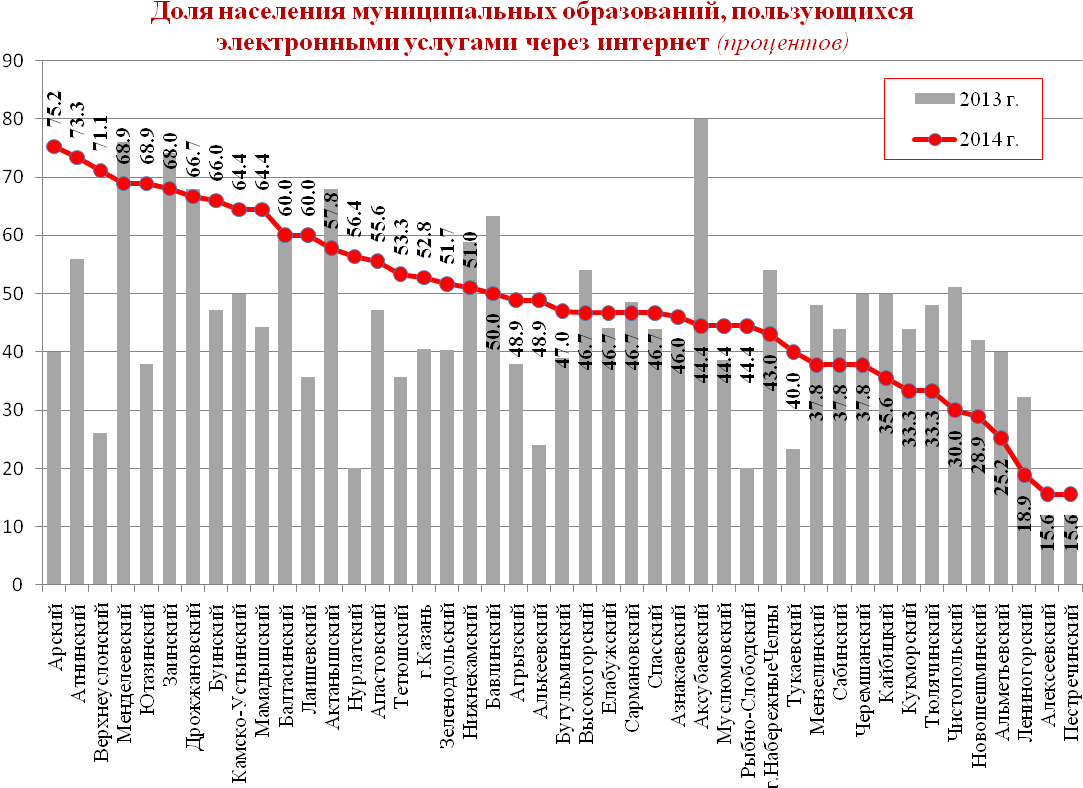 Доля населения муниципальных образований, пользующихся
электронными услугами через интернет (процентов)
90
80
70
60
50
40
30
20
10
0
2013 г.
2014 г.
75.2
73.3
71.1
68.9
68.9
68.0
66.7
66.0
64.4
64.4
60.0
60.0
57.8
56.4
55.6
53.3
52.8
51.7
51.0
50.0
48.9
48.9
47.0
46.7
46.7
46.7
46.7
46.0
44.4
44.4
44.4
43.0
40.0
37.8
37.8
37.8
35.6
33.3
33.3
30.0
28.9
25.2
18.9
15.6
15.6
Арский
Атнинский
Верхнеуслонский
Менделеевский
Ютазинский
Заинский
Дрожжановский
Буинский
Камско-Устьинский
Мамадышский
Балтасинский
Лаишевский
Актанышский
Нурлатский
Апастовский
Тетюшский
г.Казань
Зеленодольский
Нижнекамский
Бавлинский
Агрызский
Алькеевский
Бугульминский
Высокогорский
Елабужский
Сармановский
Спасский
Азнакаевский
Аксубаевский
Муслюмовский
Рыбно-Слободский
г.НабережныеЧелны
Тукаевский
Мензелинский
Сабинский
Черемшанский
Кайбицкий
Кукморский
Тюлячинский
Чистопольский
Новошешминский
Альметьевский
Лениногорский
Алексеевский
Пестречинский